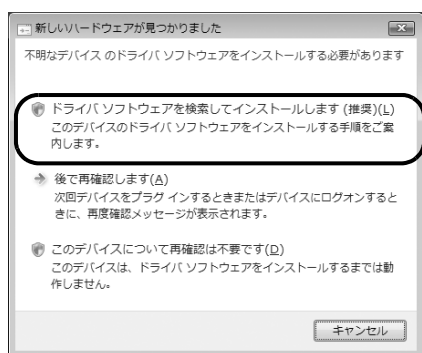 新しいハードウェアが見つかりました
不明なデバイス のドライバ ソフトウェアをインストールする必要があります
ドライバ ソフトウェアを検索してインストールします (推奨)(L)
このデバイスのドライバ ソフトウェアをインストールする手順をご案
内します。
後で再確認します(A)
次回デバイスをプラグ インするときまたはデバイスにログオンすると
きに、再度確認メッセージが表示されます。
このデバイスについて再確認は不要です(D)
このデバイスは、ドライバ ソフトウェアをインストールするまでは動
作しません。
キャンセル